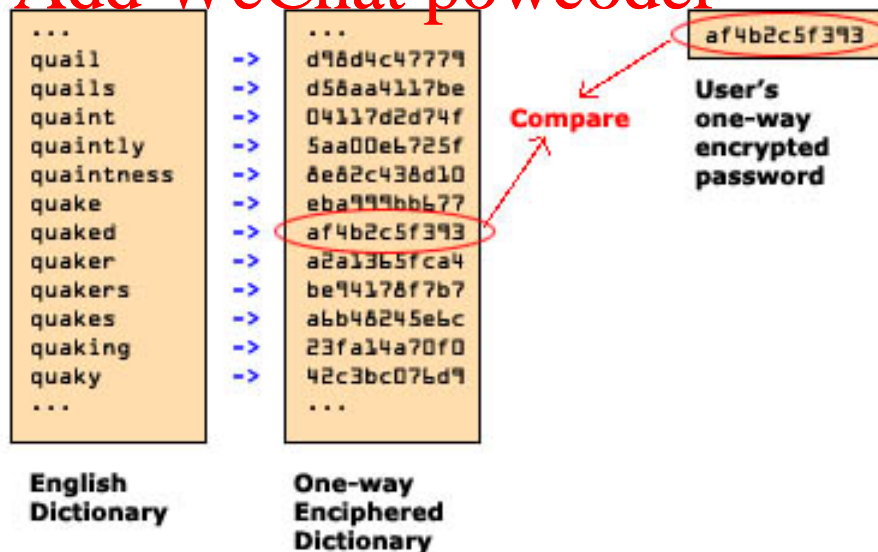 Add WeChat powcoder
...
quail -> d98d4c47779
quails -> d58aa4117be
quaint -> 04117d2d74f
quaintly -> 5aa00e6725f
quaintness -> 8e82c438d10
quake -> eba999bb677
quaked -> af4b2c5f393
quaker -> a2a1365fca4
quakers -> be94178f7b7
quakes -> a6b48245e6c
quaking -> 23fa14a70f0
quaky -> 42c3bc076d9
...
English
Dictionary
...
One-way
Enciphered
Dictionary
Compare
af4b2c5f393
User's
one-way
encrypted
password
...